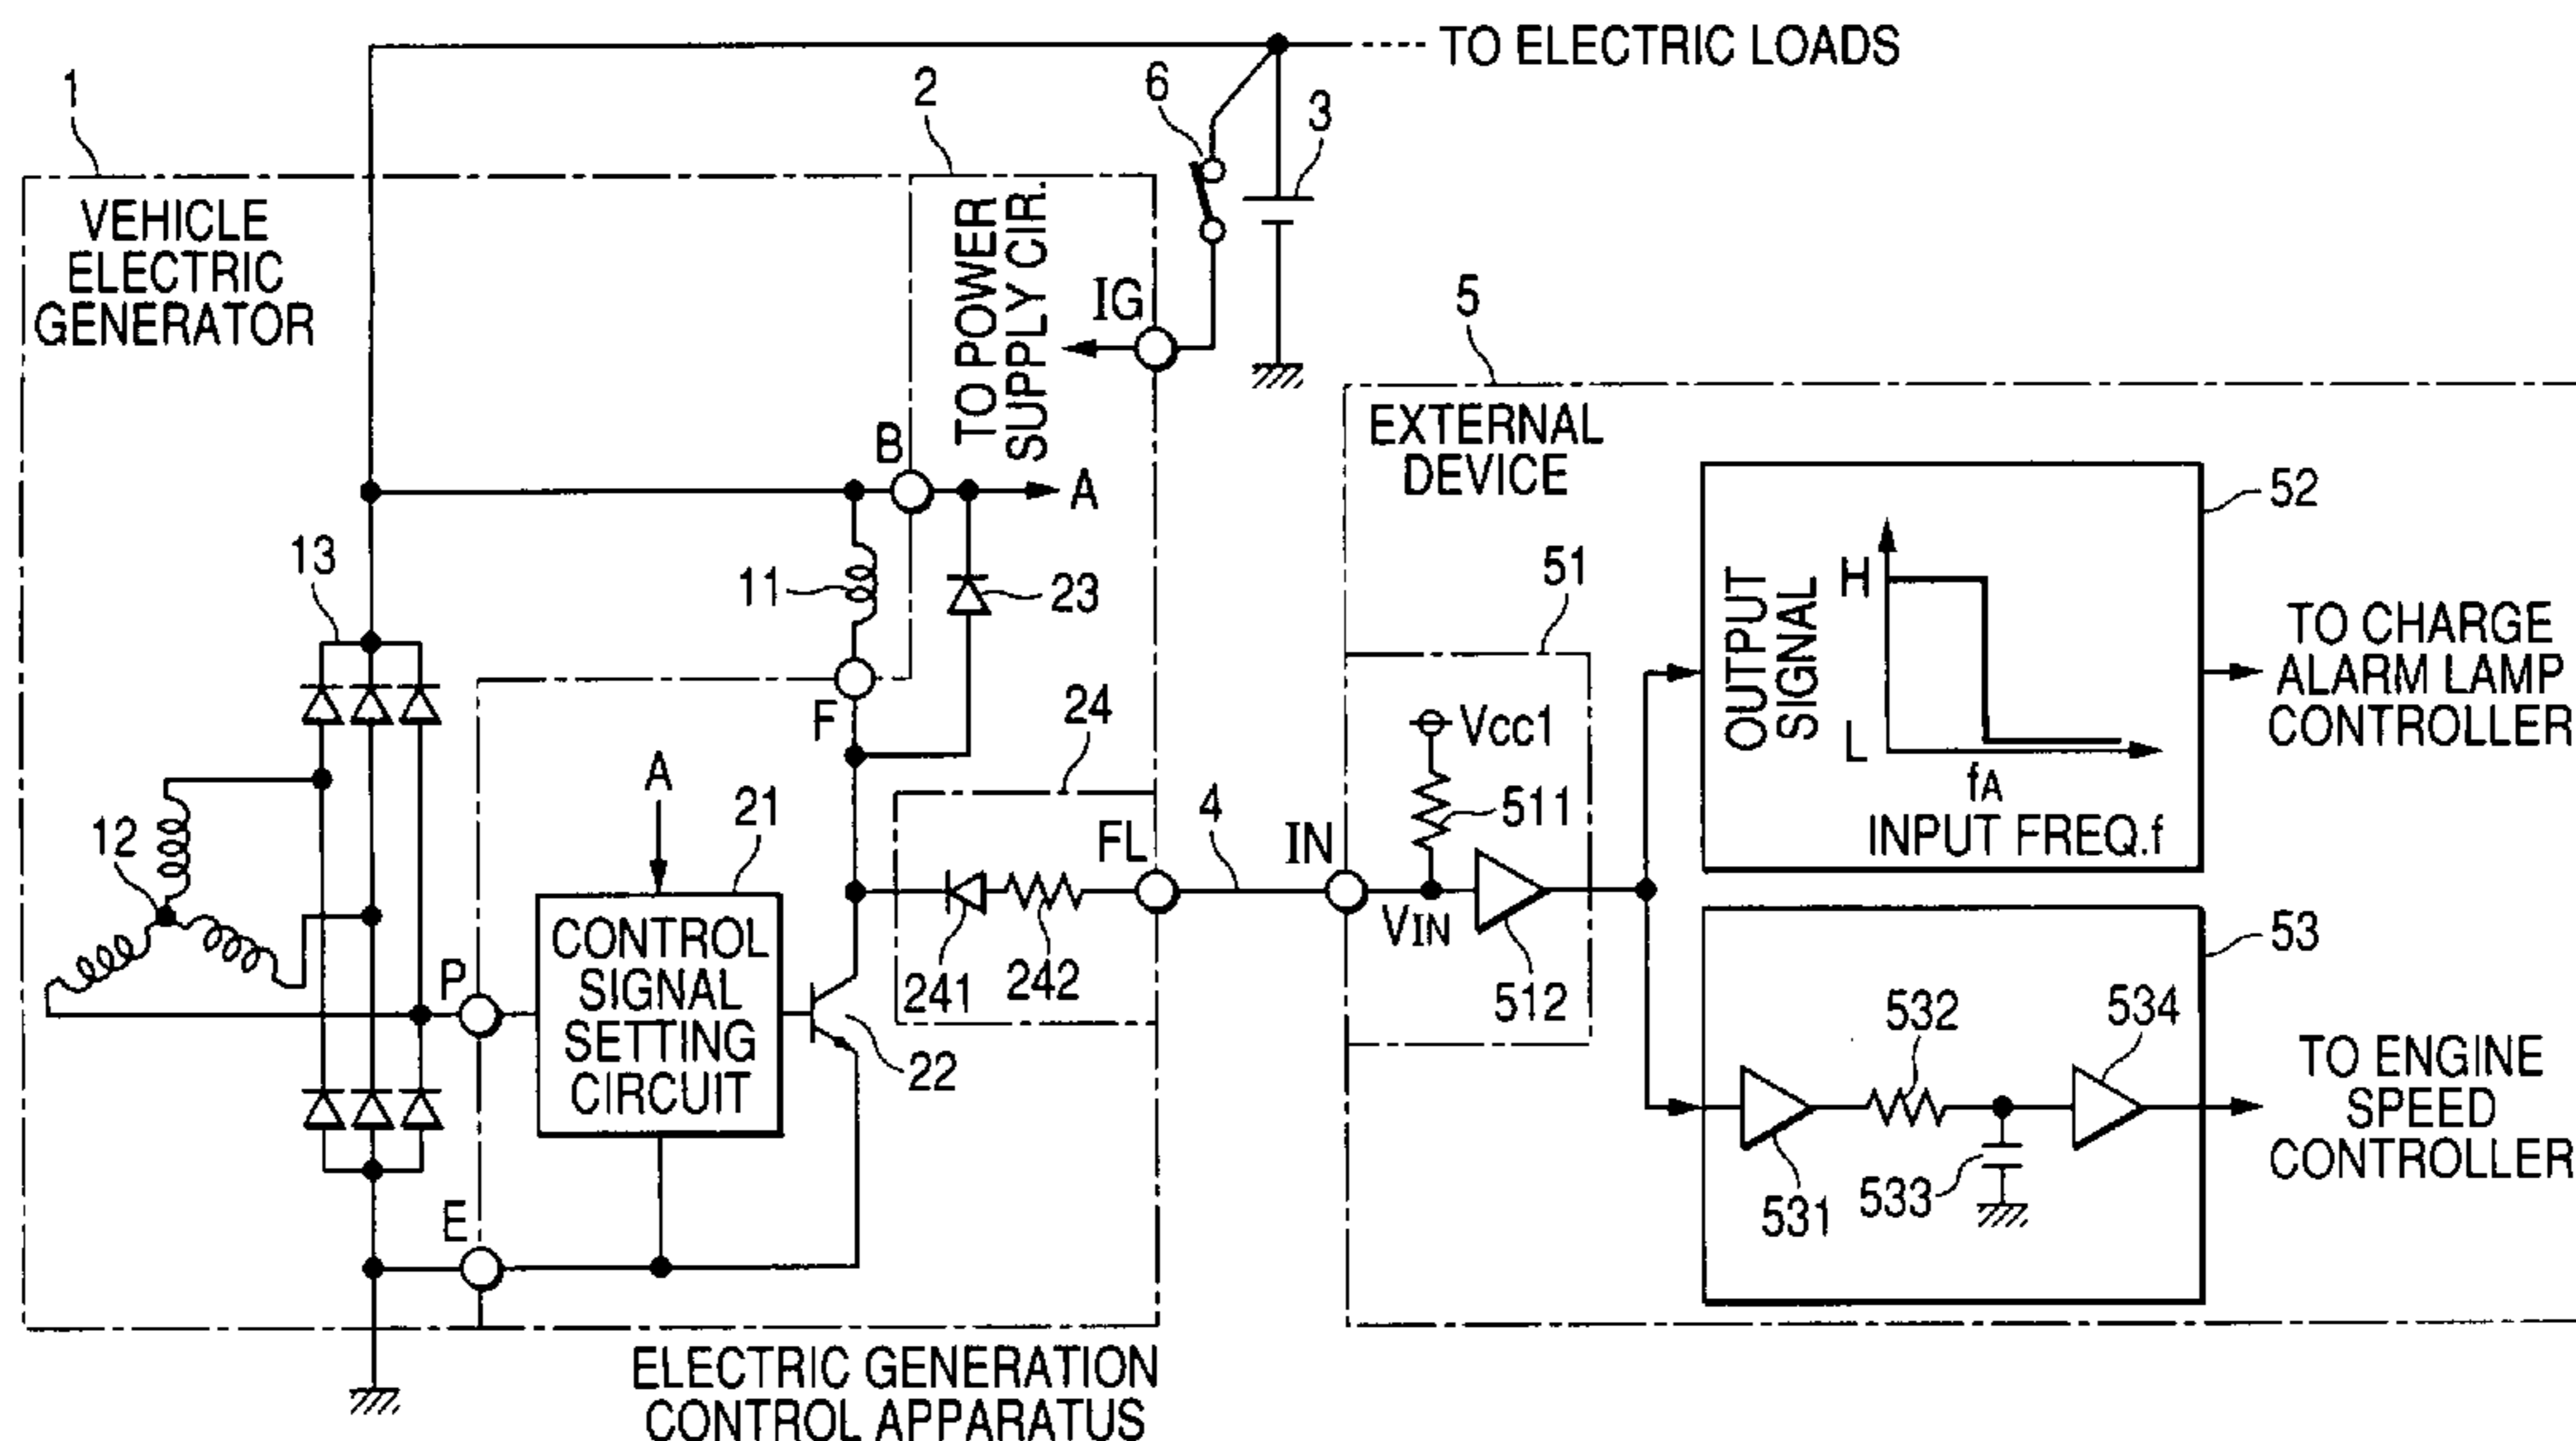 TO ELECTRIC LOADS
1
2
6
3
VEHICLE
ELECTRIC
GENERATOR
TO POWER
SUPPLY CIR.
IG
5
EXTERNAL
DEVICE
B
A
52
13
11
23
51
OUTPUT
SIGNAL
H
L
fA
INPUT FREQ.f
TO CHARGE
ALARM LAMP
CONTROLLER
F
24
Vcc1
A
21
511
12
FL
4
IN
VIN
CONTROL
SIGNAL
SETTING
CIRCUIT
P
241
242
512
53
22
532
534
531
533
TO ENGINE
SPEED
CONTROLLER
E
ELECTRIC GENERATION
CONTROL APPARATUS